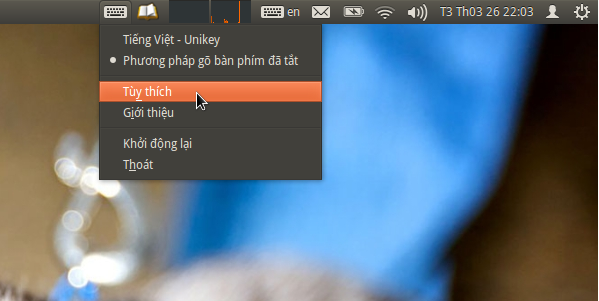 en
T3 Th03 26 22:03
Tiếng Việt - Unikey
Phương pháp gõ bàn phím đã tắt
Tùy thích
Giới thiệu
Khởi động lại
Thoát